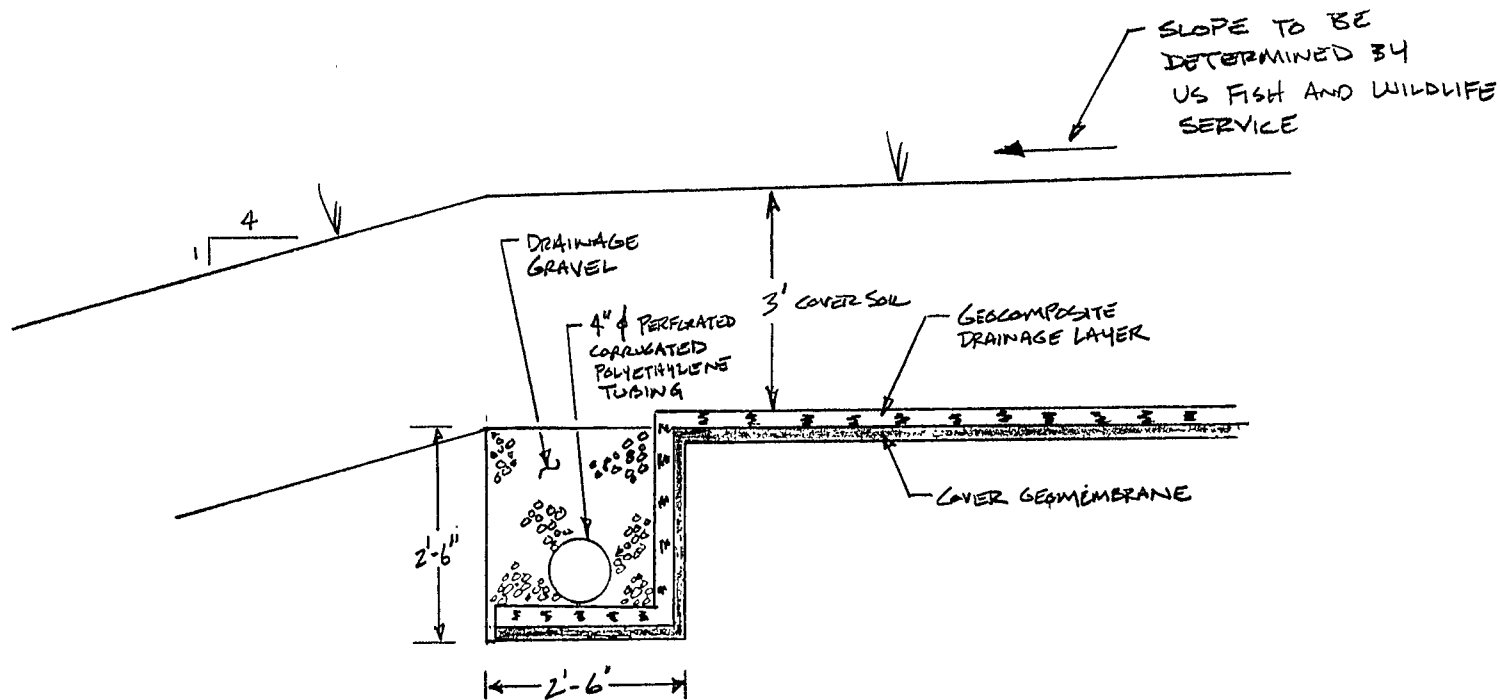 SLOPE TO BE
DETERMINED BY
US FISH AND WILDLIFE
SERVICE
4
1
DRAINAGE
GRAVEL
3' COVER SOIL
4" ϕ PERFORATED
CORRUGATED
POLYETHYLENE
TUBING
GEOCOMPOSITE
DRAINAGE LAYER
COVER GEOMEMBRANE
2'-6"
2'-6"